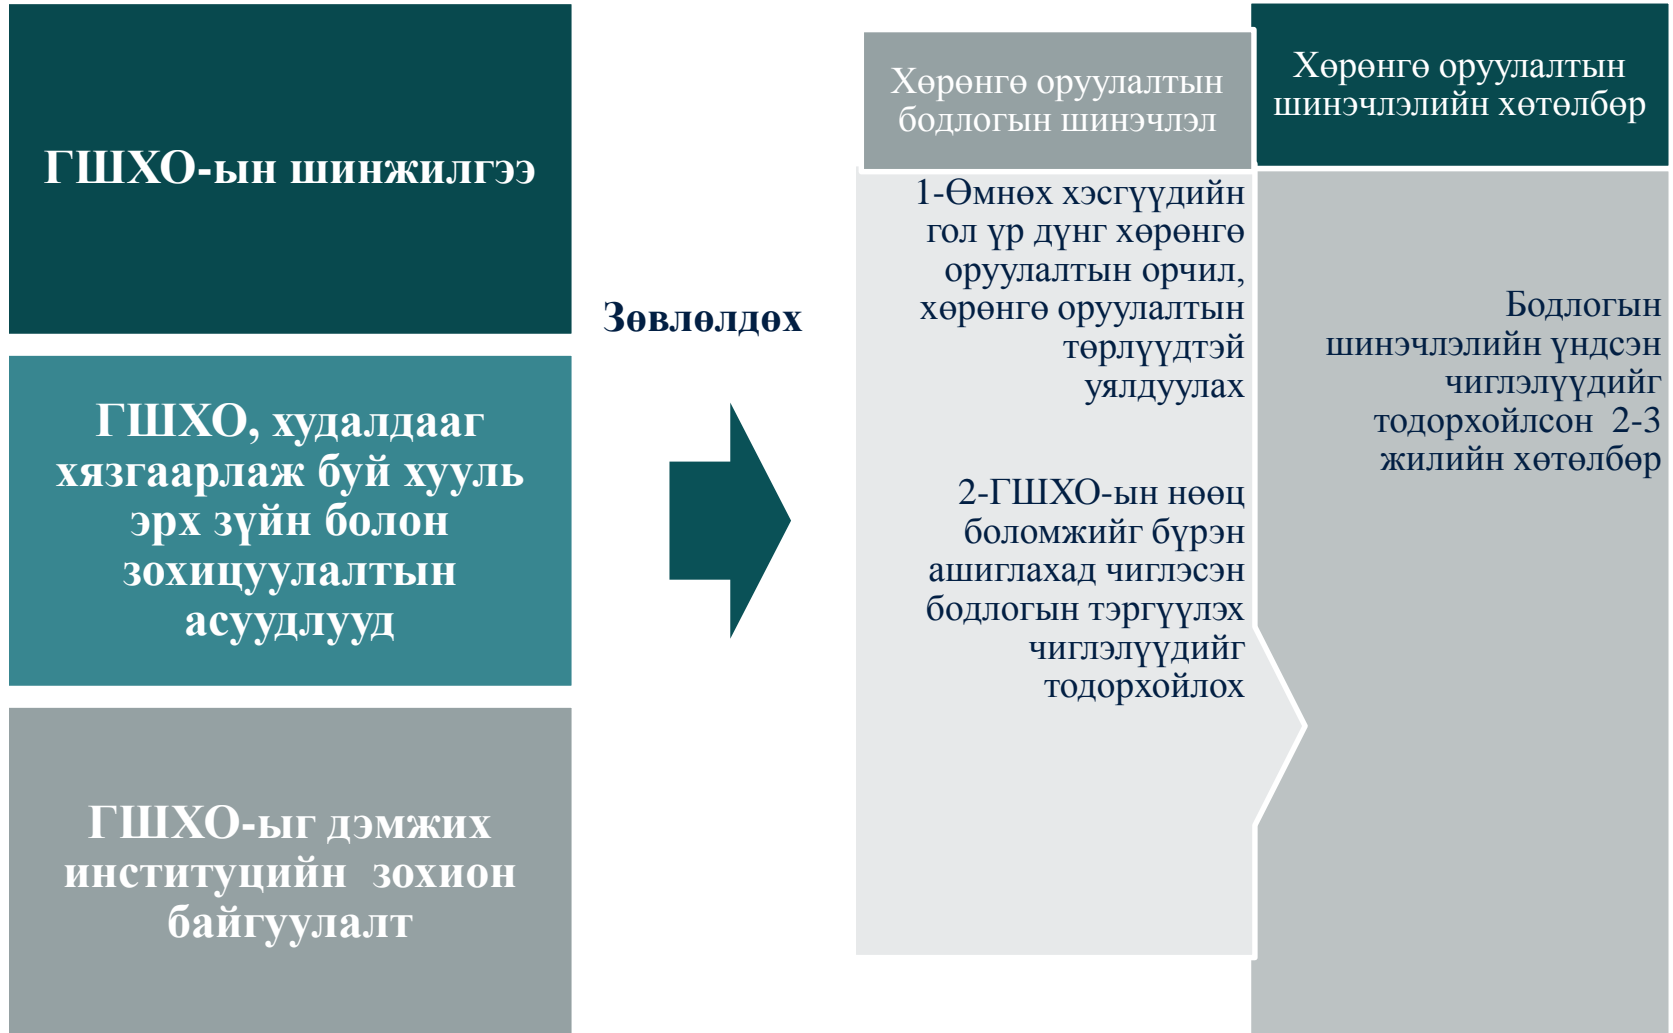 ГШХО-ын шинжилгээ
ГШХО, худалдааг
хязгаарлаж буй хууль
эрх зүйн болон
зохицуулалтын
асуудлууд
ГШХО-ыг дэмжих
институцийн зохион
байгуулалт
Зөвлөлдөх
Хөрөнгө оруулалтын
бодлогын шинэчлэл
1-Өмнөх хэсгүүдийн
гол үр дүнг хөрөнгө
оруулалтын орчил,
хөрөнгө оруулалтын
төрлүүдтэй
уялдуулах
2-ГШХО-ын нөөц
боломжийг бүрэн
ашиглахад чиглэсэн
бодлогын тэргүүлэх
чиглэлүүдийг
тодорхойлох
Хөрөнгө оруулалтын
шинэчлэлийн хөтөлбөр
Бодлогын
шинэчлэлийн үндсэн
чиглэлүүдийг
тодорхойлсон 2-3
жилийн хөтөлбөр